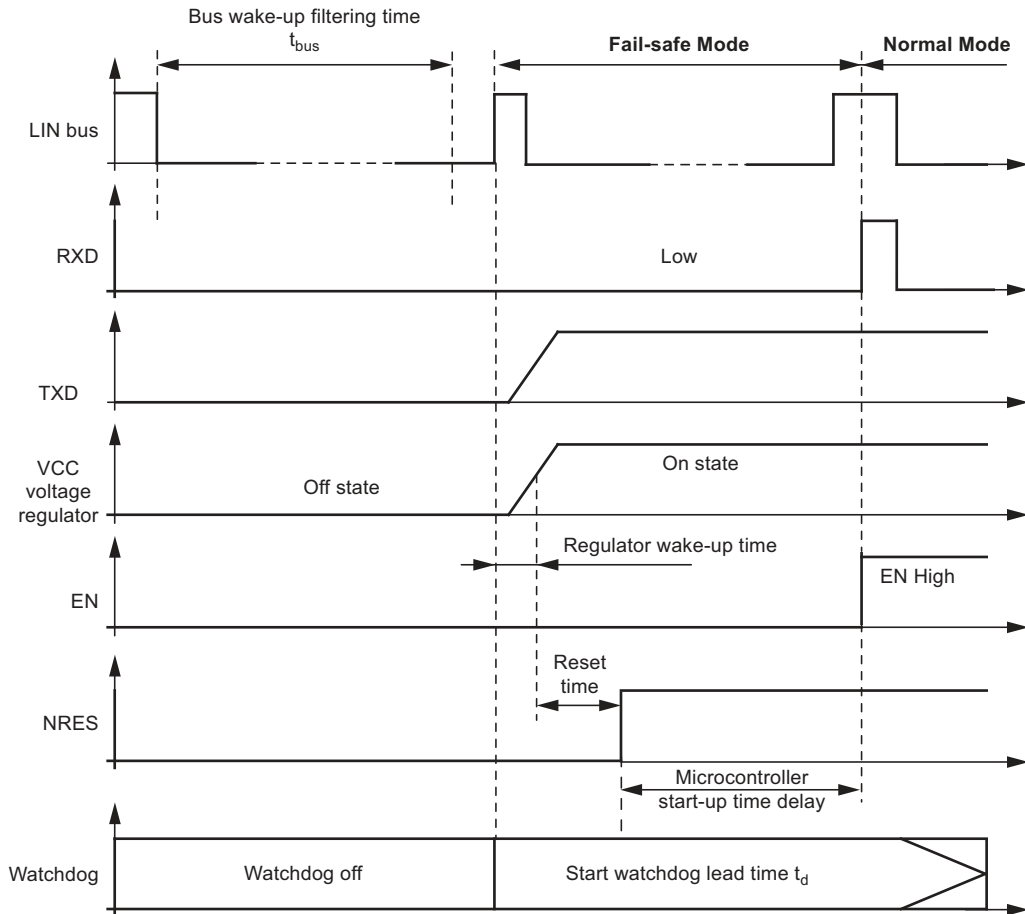 Bus wake-up filtering time
tbus
Fail-safe Mode
Normal Mode
LIN bus
RXD
Low
TXD
VCC
voltage
regulator
Off state
On state
Regulator wake-up time
EN
EN High
Reset
time
NRES
Microcontroller
start-up time delay
Watchdog
Watchdog off
Start watchdog lead time td